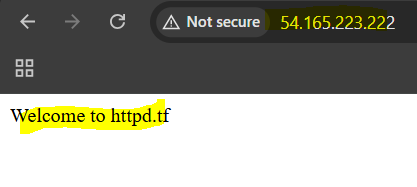 Not secure 54.165.223.222
Welcome to httpd.tf